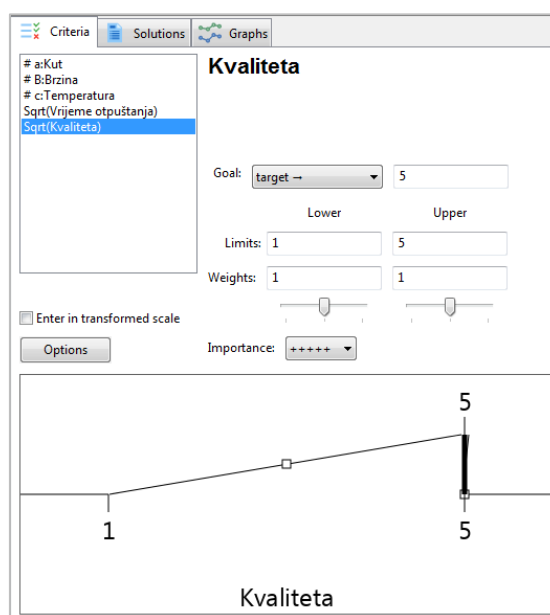 Criteria Solutions Graphs
# a:Kut
# B:Brzina
# c:Temperatura
Sqrt(Vrijeme otpuštanja)
Sqrt(Kvaliteta)
Kvaliteta
Goal: target → 5
Lower Upper
Limits: 1 5
Weights: 1 1
Enter in transformed scale
Options
Importance: +++++
5
1
5
Kvaliteta